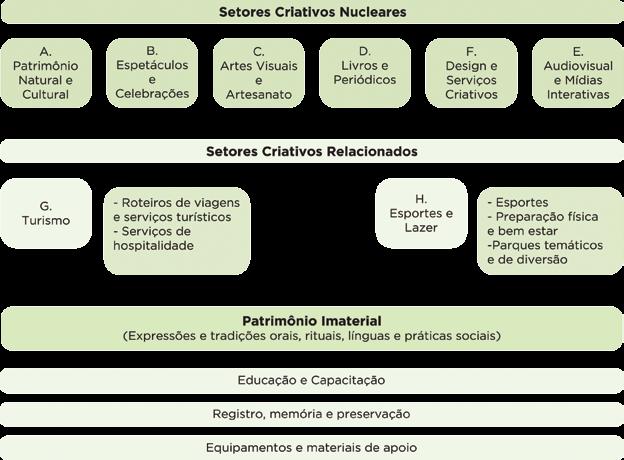 Setores Criativos Nucleares
A.
Patrimônio
Natural e
Cultural
B.
Espetáculos
e
Celebrações
C.
Artes Visuais
e
Artesanato
D.
Livros e
Periódicos
F.
Design e
Serviços
Criativos
E.
Audiovisual
e Mídias
Interativas
Setores Criativos Relacionados
G.
Turismo
- Roteiros de viagens
e serviços turísticos
- Serviços de
hospitalidade
H.
Esportes e
Lazer
- Esportes
- Preparação física
e bem estar
-Parques temáticos
e de diversão
Patrimônio Imaterial
(Expressões e tradições orais, rituais, línguas e práticas sociais)
Educação e Capacitação
Registro, memória e preservação
Equipamentos e materiais de apoio